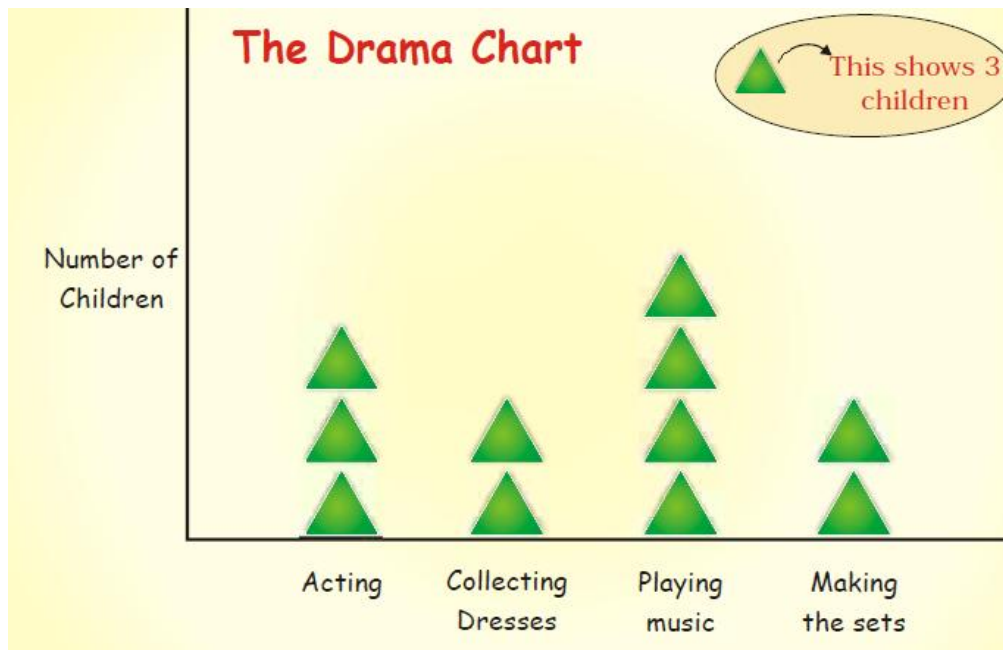 The Drama Chart
This shows 3
children
Number of
Children
Acting
Collecting
Dresses
Playing
music
Making
the sets